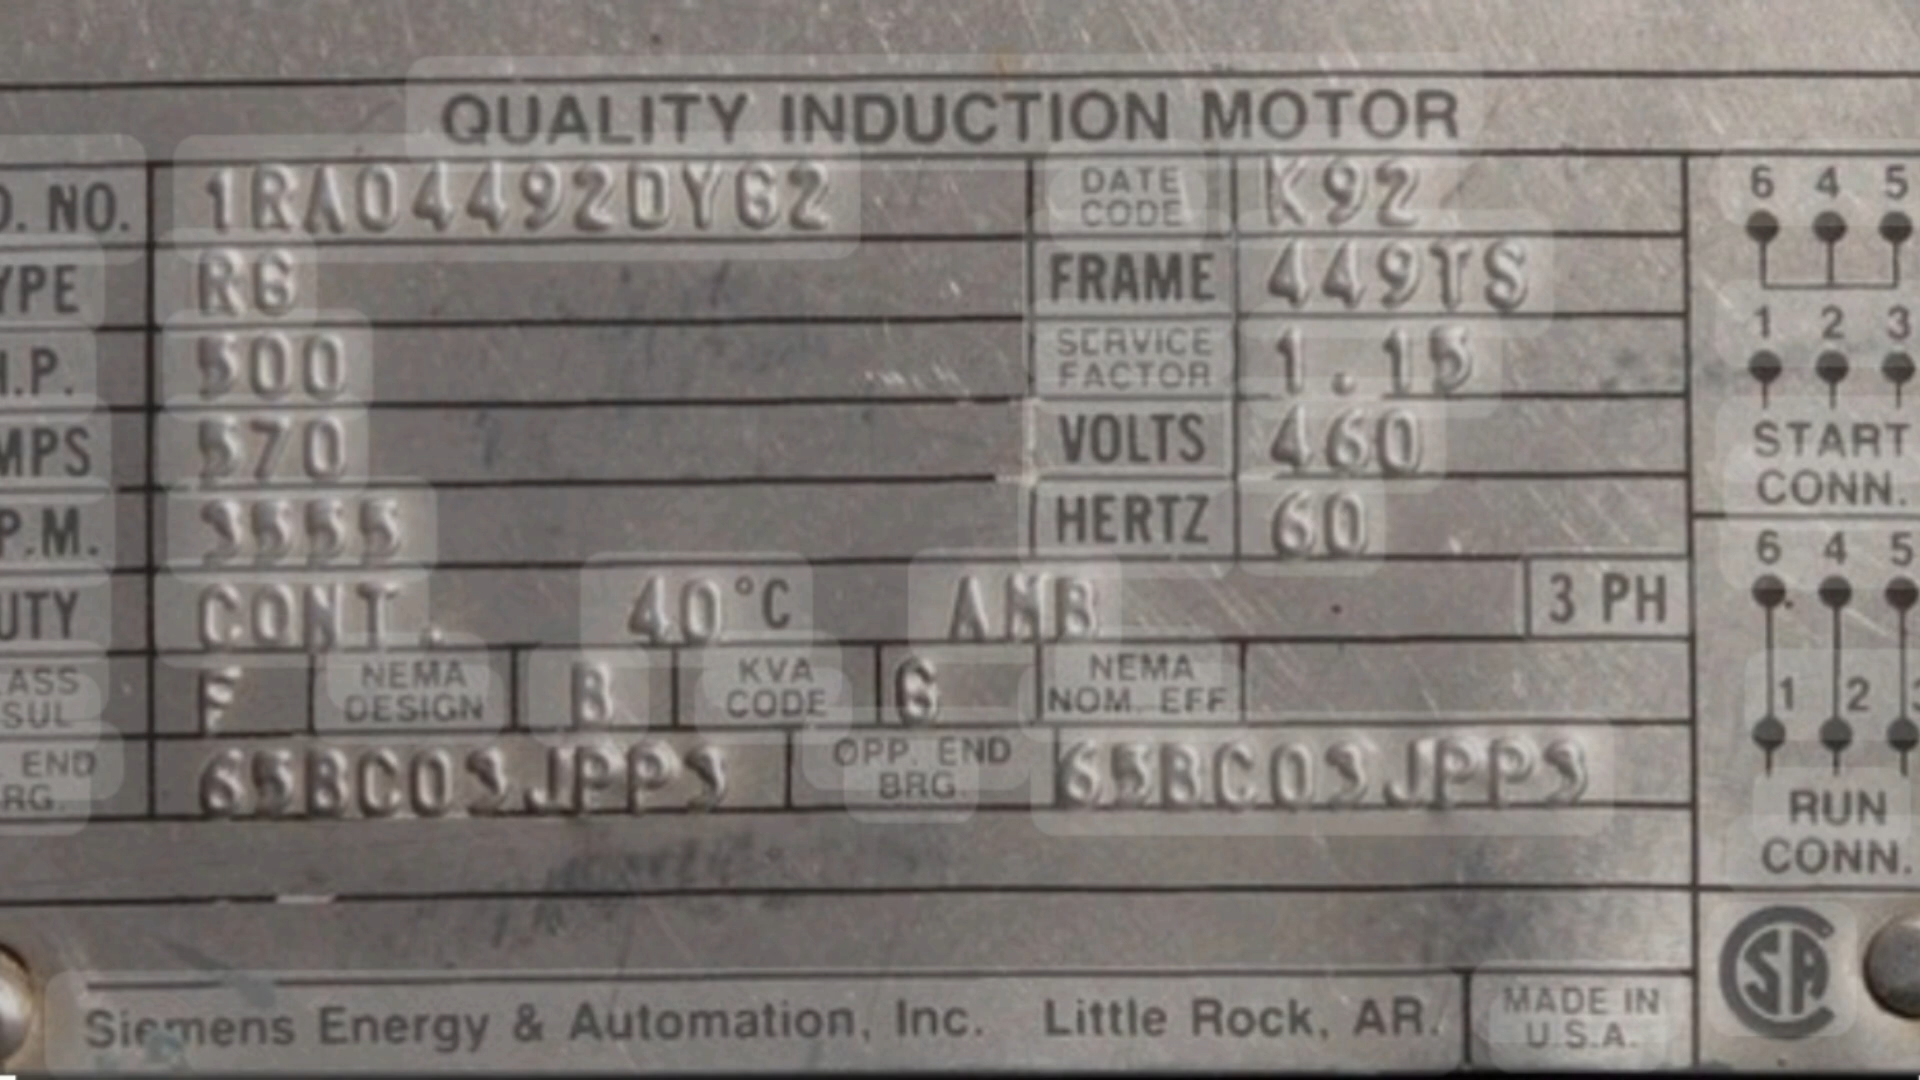 QUALITY INDUCTION MOTOR
D. NO. 1RA04492DYG2 DATE CODE K92
YPE RG FRAME 449TS
H.P. 500 SERVICE FACTOR 1.15
MPS 570 VOLTS 460
P.M. 3555 HERTZ 60
UTY CONT. 40°C AMB 3 PH
ASS SUL F NEMA DESIGN B KVA CODE G NEMA NOM. EFF
END RG. 65BC03JPP3 OPP. END BRG 65BC03JPP3
6 4 5
1 2 3
START CONN.
6 4 5
1 2 3
RUN CONN.
SA
Siemens Energy & Automation, Inc. Little Rock, AR. MADE IN U.S.A.